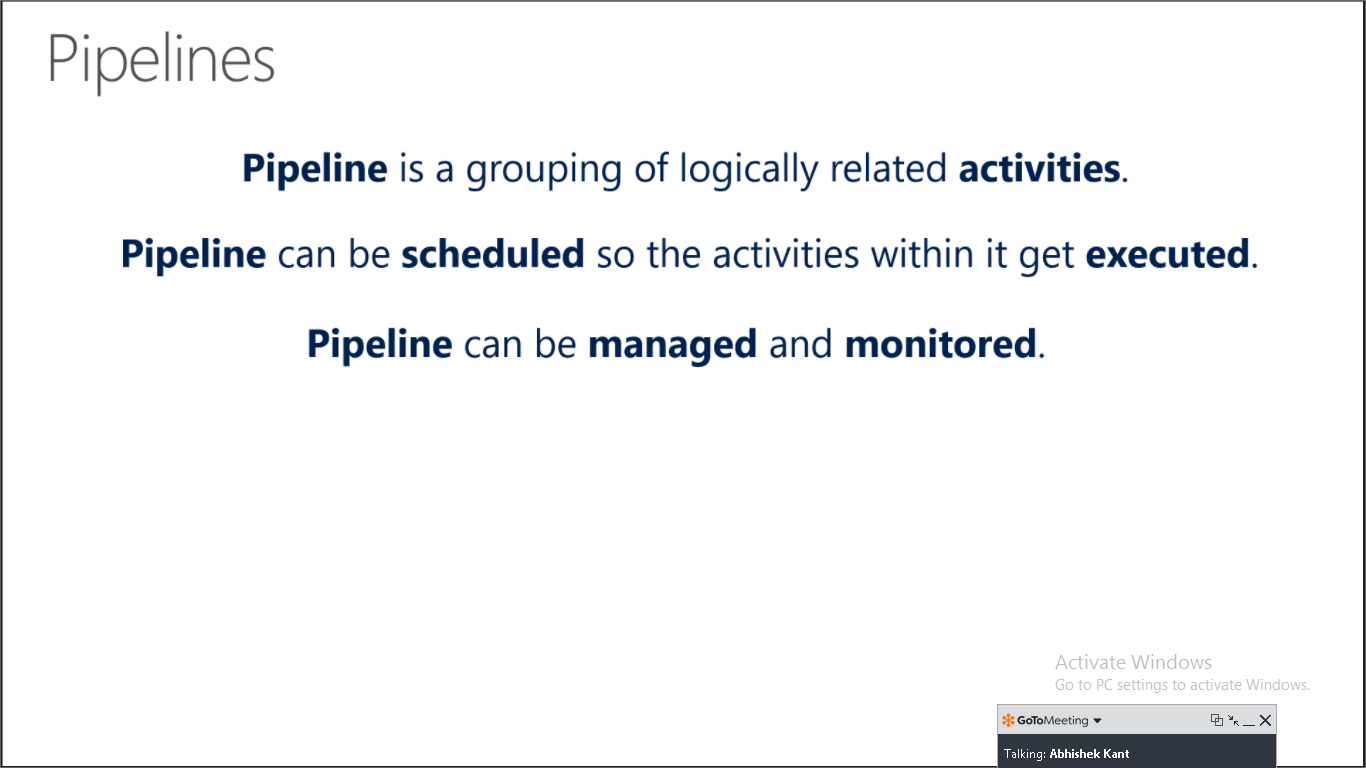 Pipelines
Pipeline is a grouping of logically related activities.
Pipeline can be scheduled so the activities within it get executed.
Pipeline can be managed and monitored.
Activate Windows
Go to PC settings to activate Windows.
GoToMeeting
Talking: Abhishek Kant